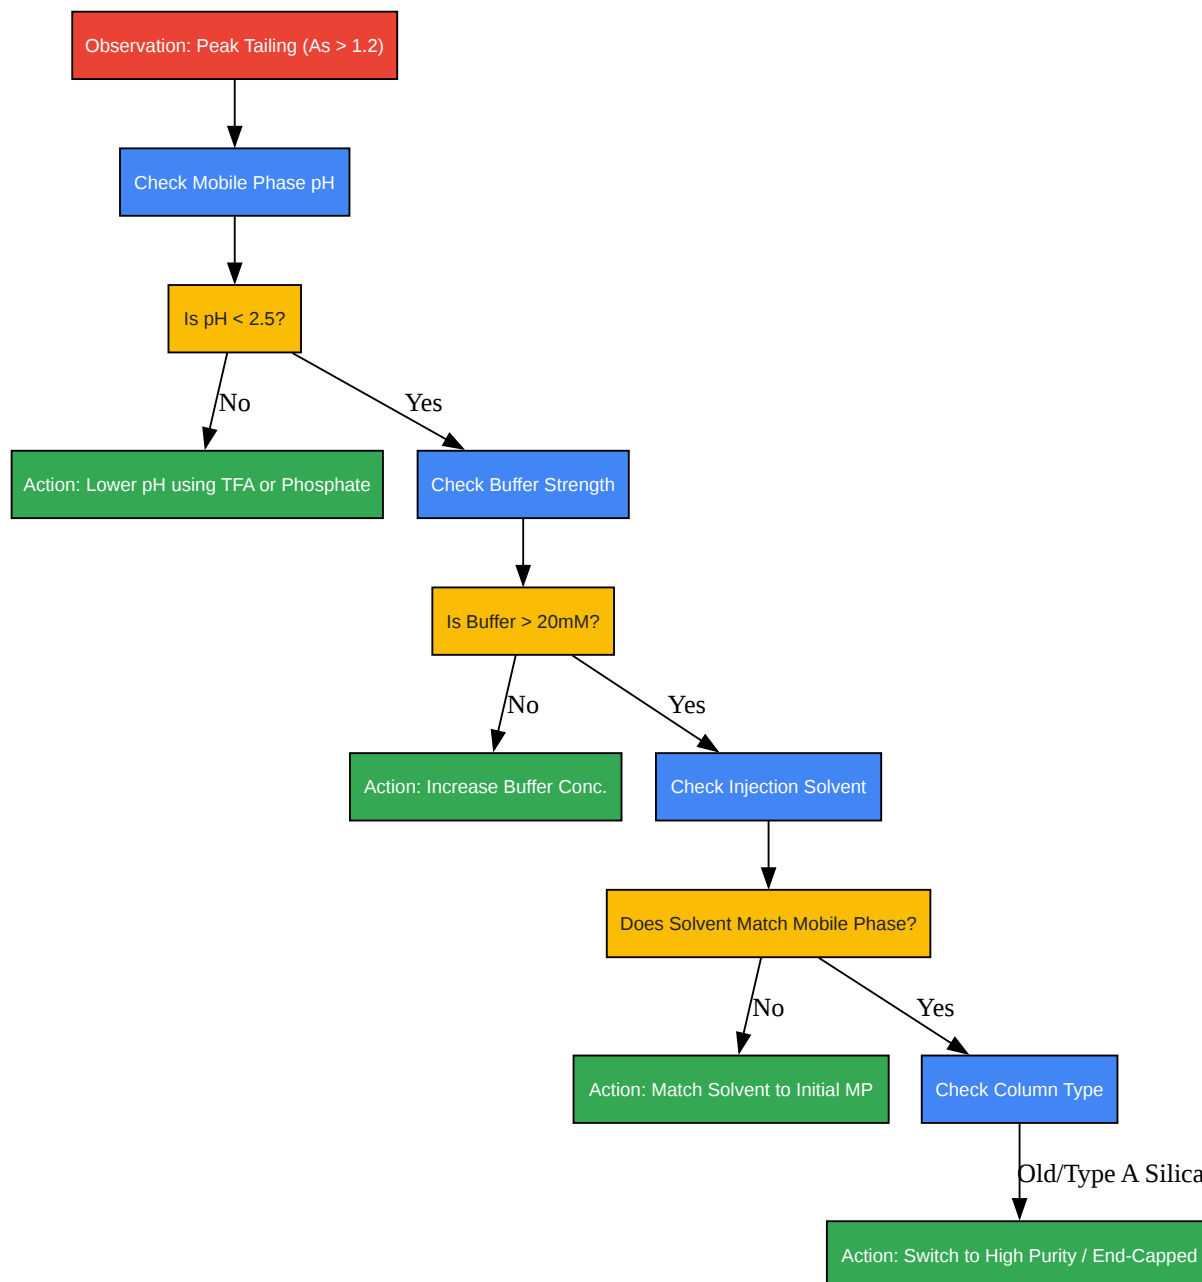 Observation: Peak Tailing (As > 1.2)
Check Mobile Phase pH
Is pH < 2.5?
No
Yes
Action: Lower pH using TFA or Phosphate
Check Buffer Strength
Is Buffer > 20mM?
No
Yes
Action: Increase Buffer Conc.
Check Injection Solvent
Does Solvent Match Mobile Phase?
No
Yes
Action: Match Solvent to Initial MP
Check Column Type
Old/Type A Silica
Action: Switch to High Purity / End-Capped